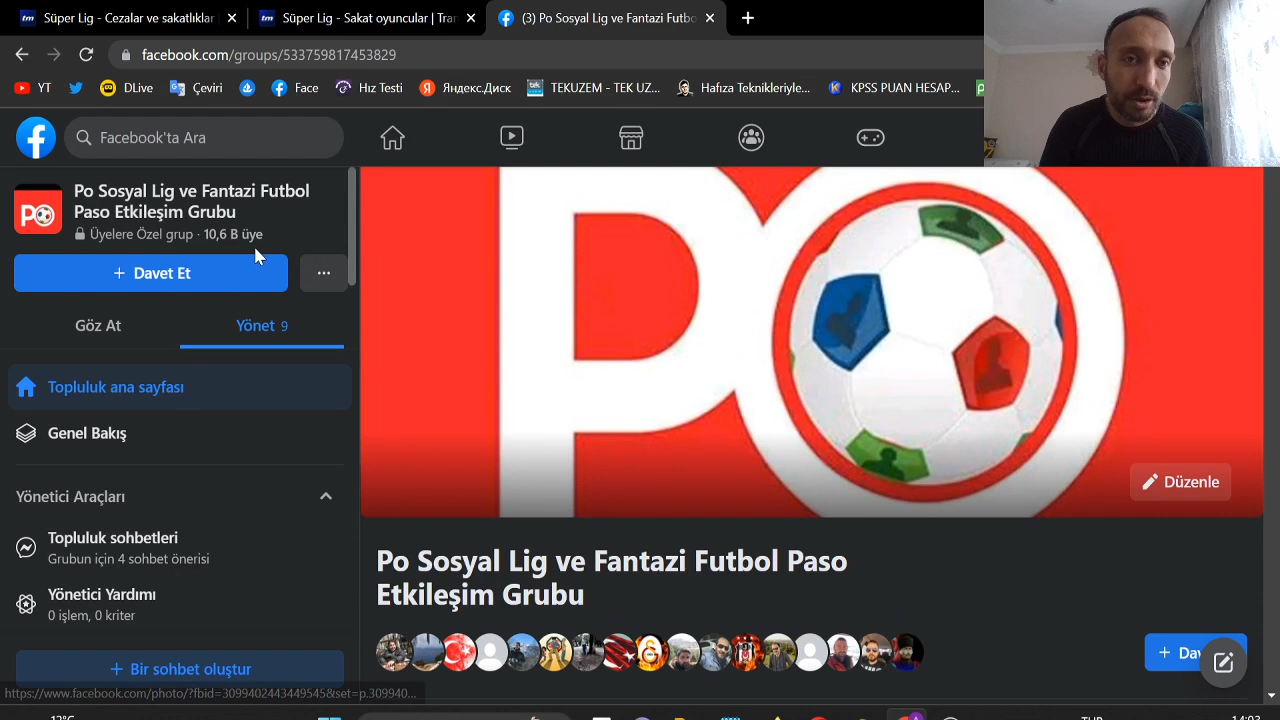 Süper Lig - Cezalar ve sakatlıklar
Süper Lig - Sakat oyuncular | Tran
(3) Po Sosyal Lig ve Fantazi Futbo
facebook.com/groups/533759817453829
YT
DLive
Çeviri
Face
Hız Testi
Яндекс.Диск
TEKUZEM - TEK UZ...
Hafıza Teknikleriyle...
KPSS PUAN HESAP...
Facebook'ta Ara
Po Sosyal Lig ve Fantazi Futbol
Paso Etkileşim Grubu
Üyelere Özel grup · 10,6 B üye
+ Davet Et
Göz At
Yönet 9
Topluluk ana sayfası
Genel Bakış
Yönetici Araçları
Topluluk sohbetleri
Grubun için 4 sohbet önerisi
Yönetici Yardımı
0 işlem, 0 kriter
+ Bir sohbet oluştur
https://www.facebook.com/photo/?fbid=3099402443449545&set=p.309940...
PO
Düzenle
Po Sosyal Lig ve Fantazi Futbol Paso
Etkileşim Grubu
+ Dav